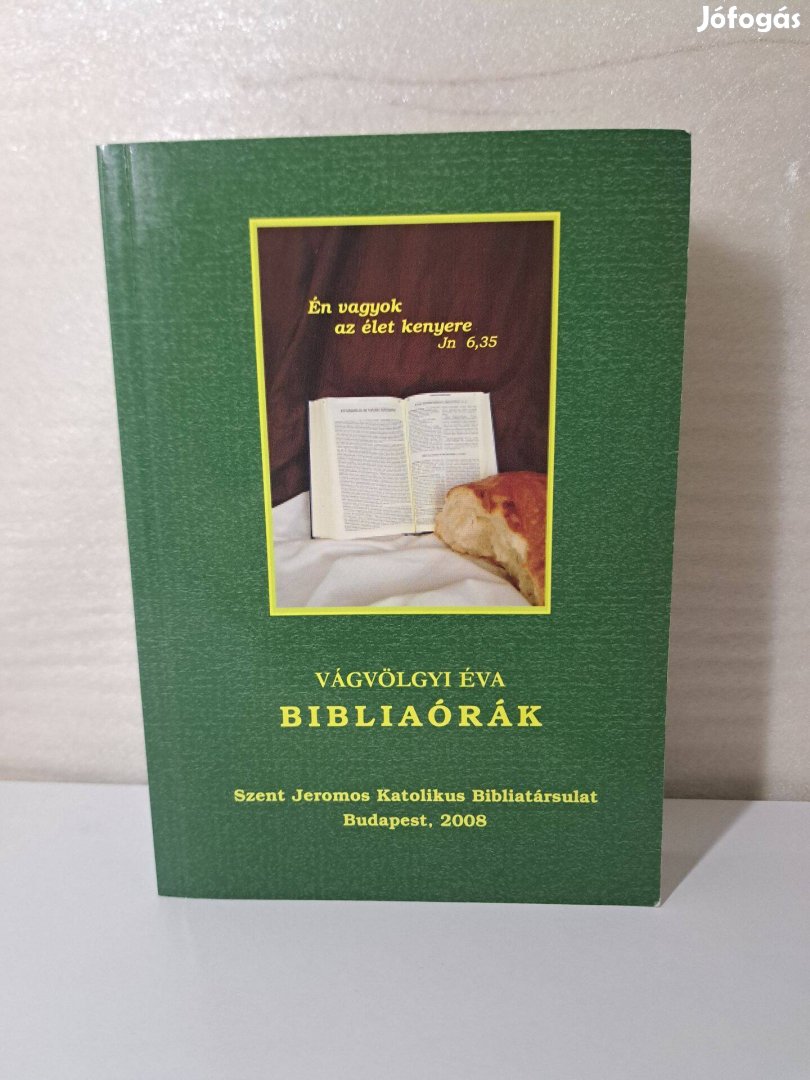 Jófogás
Én vagyok
az élet kenyere
Jn 6,35
VÁGVÖLGYI ÉVA
BIBLIAÓRÁK
Szent Jeromos Katolikus Bibliatársulat
Budapest, 2008